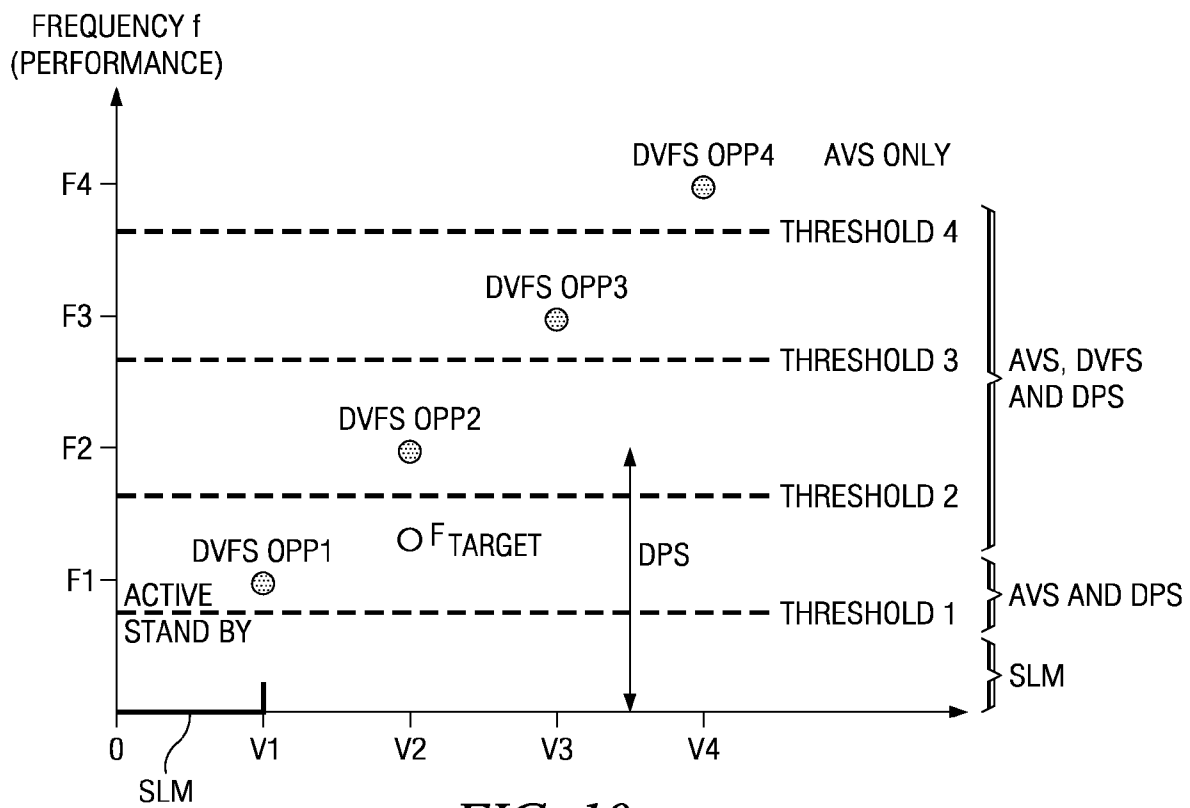 FREQUENCY f
(PERFORMANCE)
DVFS OPP4
AVS ONLY
F4
THRESHOLD 4
DVFS OPP3
F3
THRESHOLD 3
AVS, DVFS
AND DPS
DVFS OPP2
F2
THRESHOLD 2
FTARGET
DVFS OPP1
DPS
F1
ACTIVE
AVS AND DPS
THRESHOLD 1
STAND BY
SLM
0
V1
V2
V3
V4
SLM